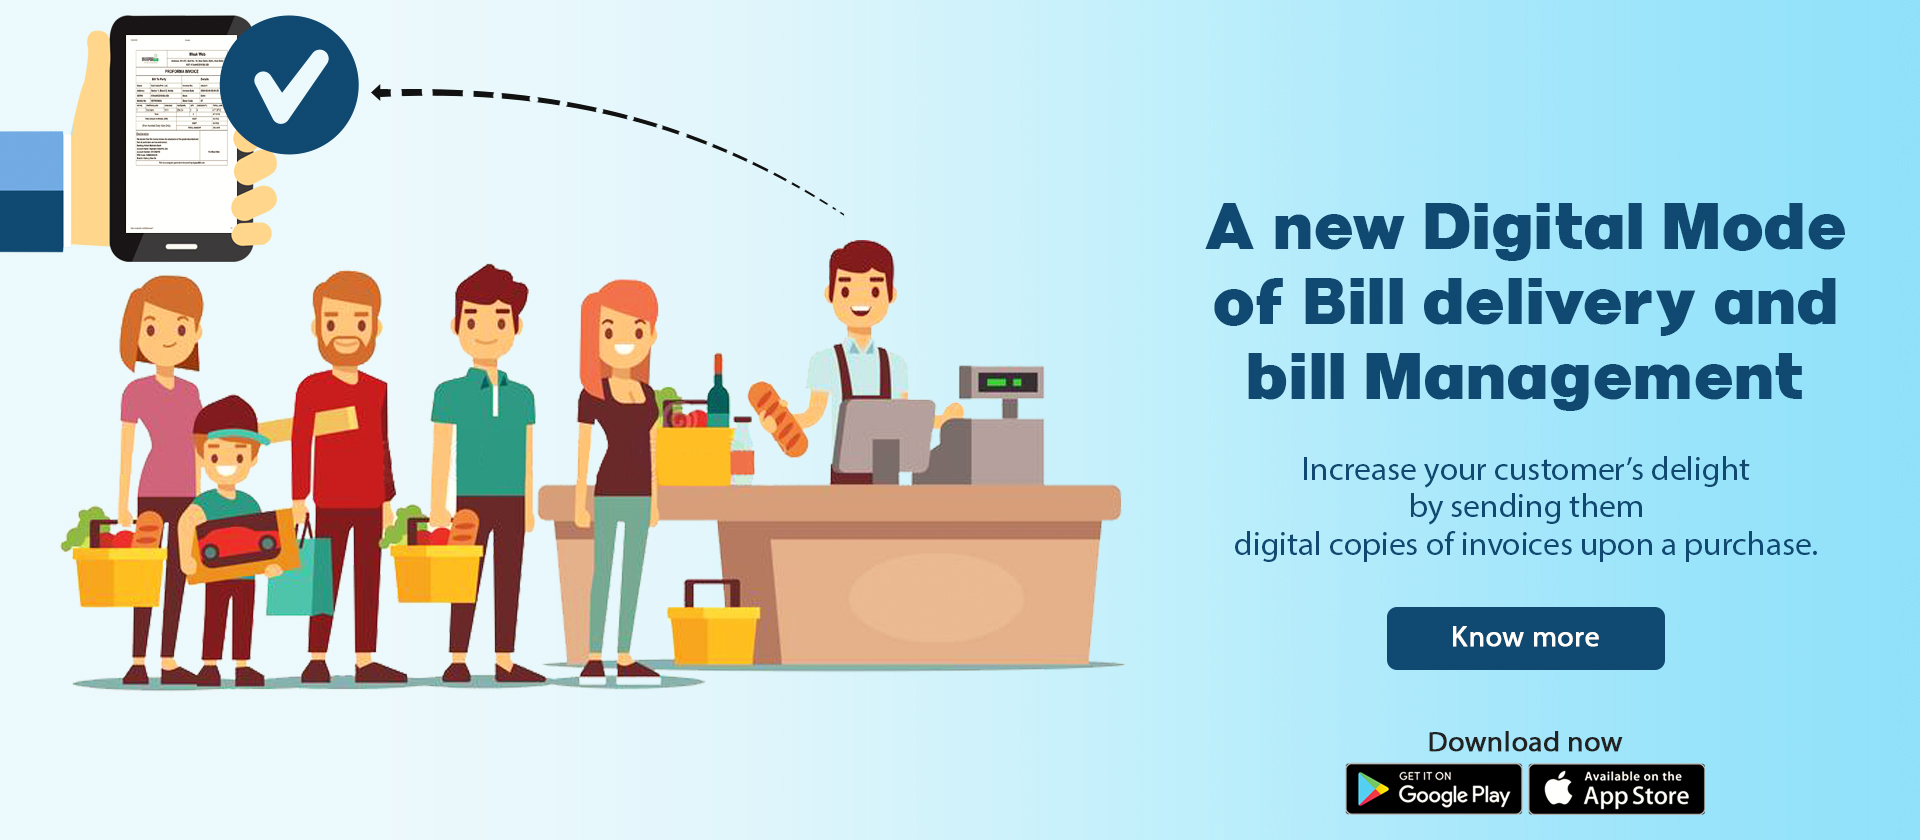 PROFORMA INVOICE
A new Digital Mode
of Bill delivery and
bill Management
Increase your customer’s delight
by sending them
digital copies of invoices upon a purchase.
Know more
Download now
GET IT ON
Google Play
Available on the
App Store